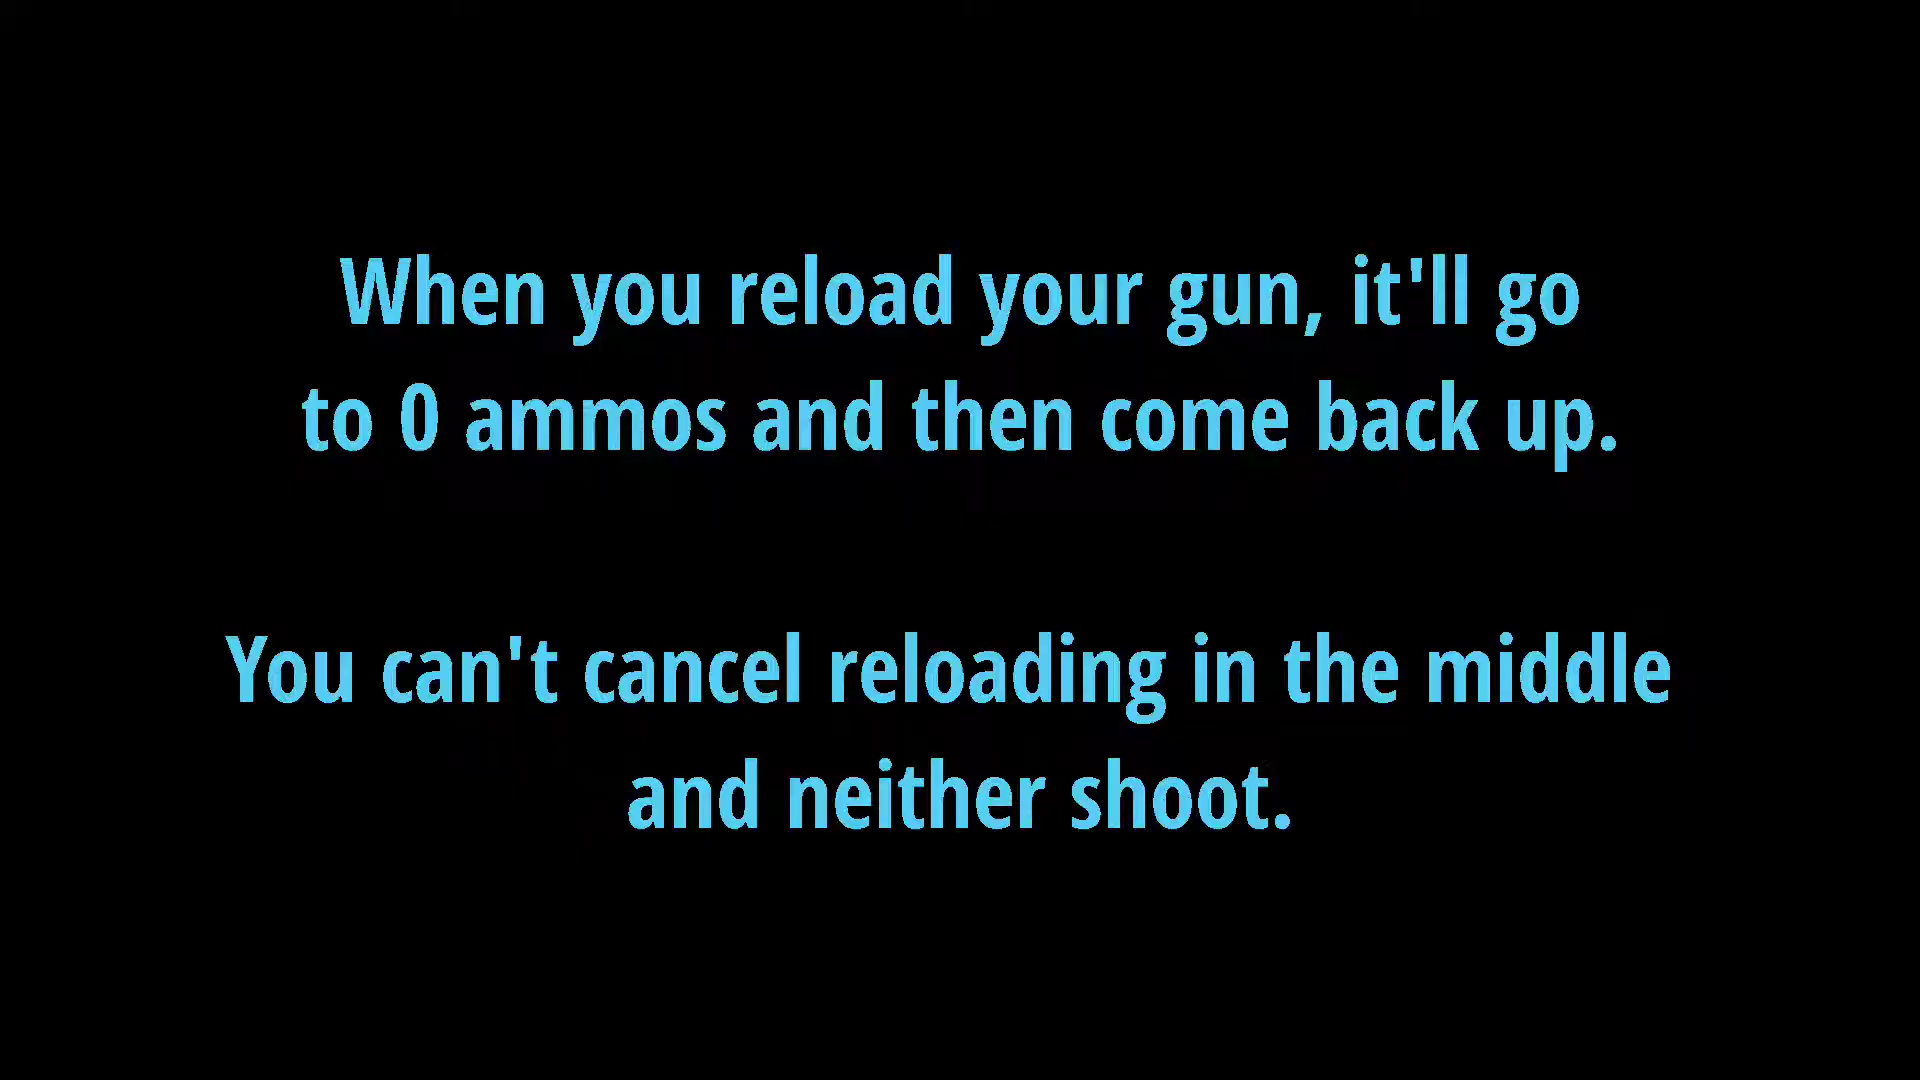 When you reload your gun, it'll go
to 0 ammos and then come back up.
You can't cancel reloading in the middle
and neither shoot.